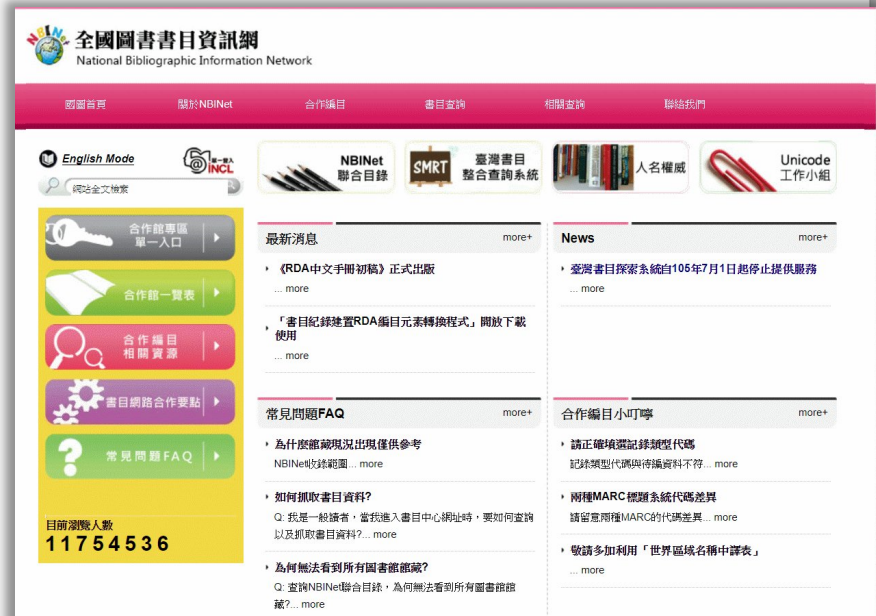 全國圖書書目資訊網
National Bibliographic Information Network
國圖首頁 關於NBINet 合作編目 書目查詢 相關查詢 聯絡我們
English Mode
INCL
網站全文檢索
NBINet
聯合目錄
SMRT
臺灣書目
整合查詢系統
人名權威
Unicode
工作小組
合作館專區
單一入口
合作館一覽表
合作編目
相關資源
書目網路合作要點
常見問題FAQ
目前瀏覽人數
11754536
最新消息 more+
《RDA中文手冊初稿》正式出版
... more
「書目紀錄建置RDA編目元素轉換程式」開放下載
使用
... more
News more+
臺灣書目探索系統自105年7月1日起停止提供服務
... more
常見問題FAQ more+
為什麼館藏現況出現僅供參考
NBINet收錄範圍... more
如何抓取書目資料?
Q: 我是一般讀者，當我進入書目中心網址時，要如何查詢
以及抓取書目資料?... more
為何無法看到所有圖書館館藏?
Q: 查詢NBINet聯合目錄，為何無法看到所有圖書館館
藏?... more
合作編目小叮嚀 more+
請正確填選記錄類型代碼
記錄類型代碼與待編資料不符... more
兩種MARC標題系統代碼差異
請留意兩種MARC的代碼差異... more
敬請多加利用「世界區域名稱中譯表」
... more